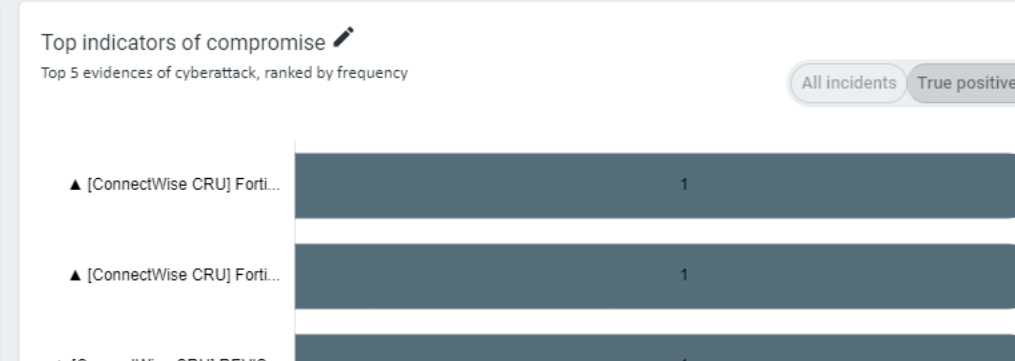 Top indicators of compromise
Top 5 evidences of cyberattack, ranked by frequency
All incidents True positive
▲ [ConnectWise CRU] Forti... 1
▲ [ConnectWise CRU] Forti... 1